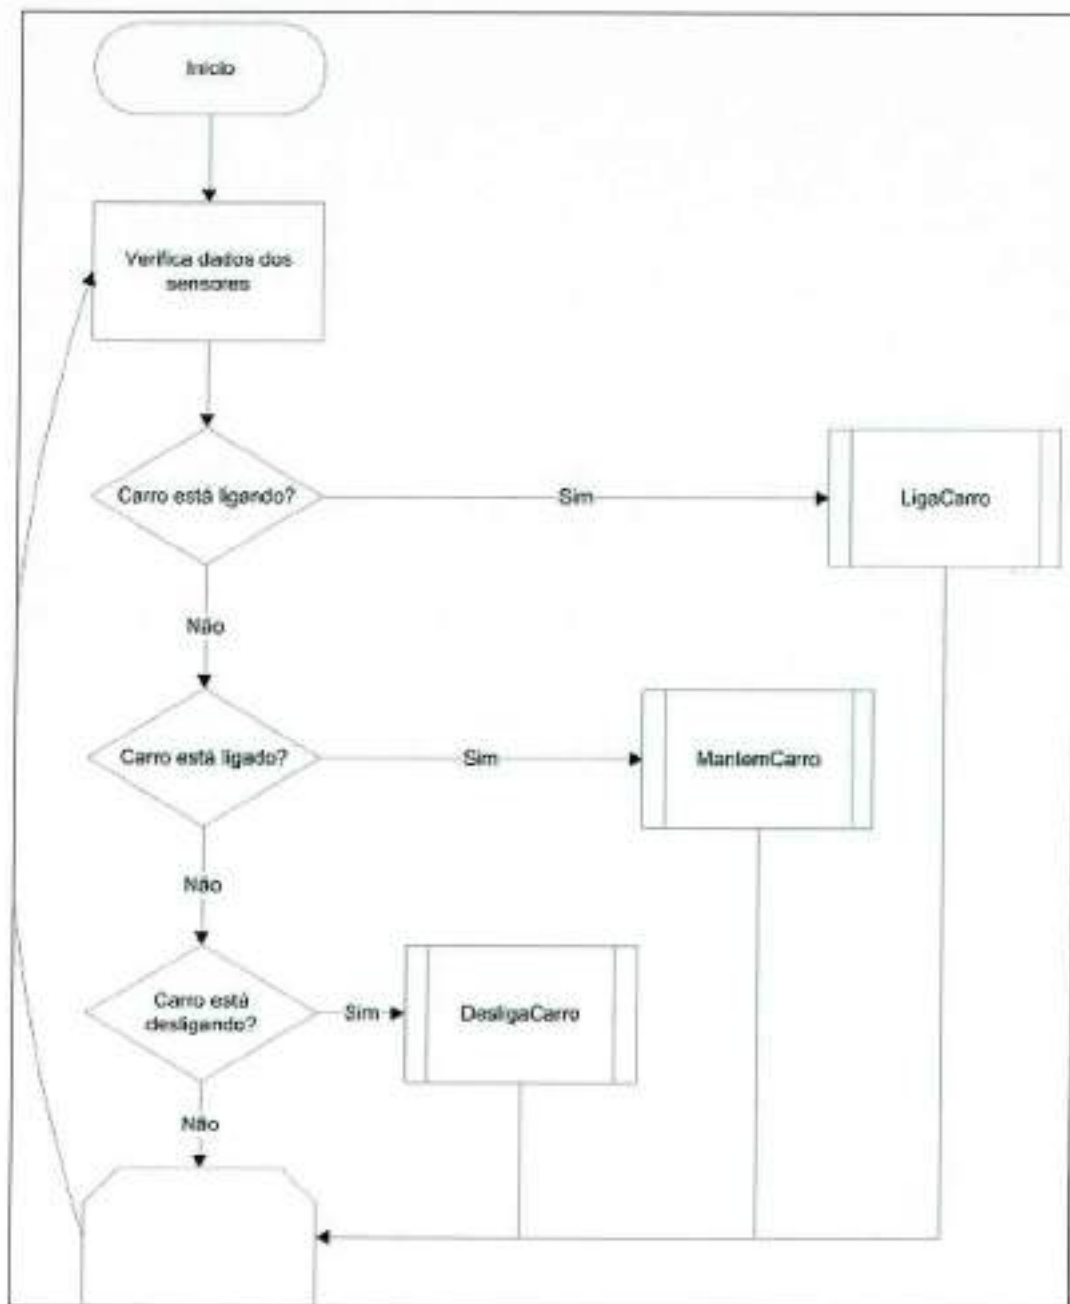 Início
Verifica dados dos
sensores
Carro está ligando?
Sim
LigaCarro
Não
Carro está ligado?
Sim
MantemCarro
Não
Carro está
desligando?
Sim
DesligaCarro
Não